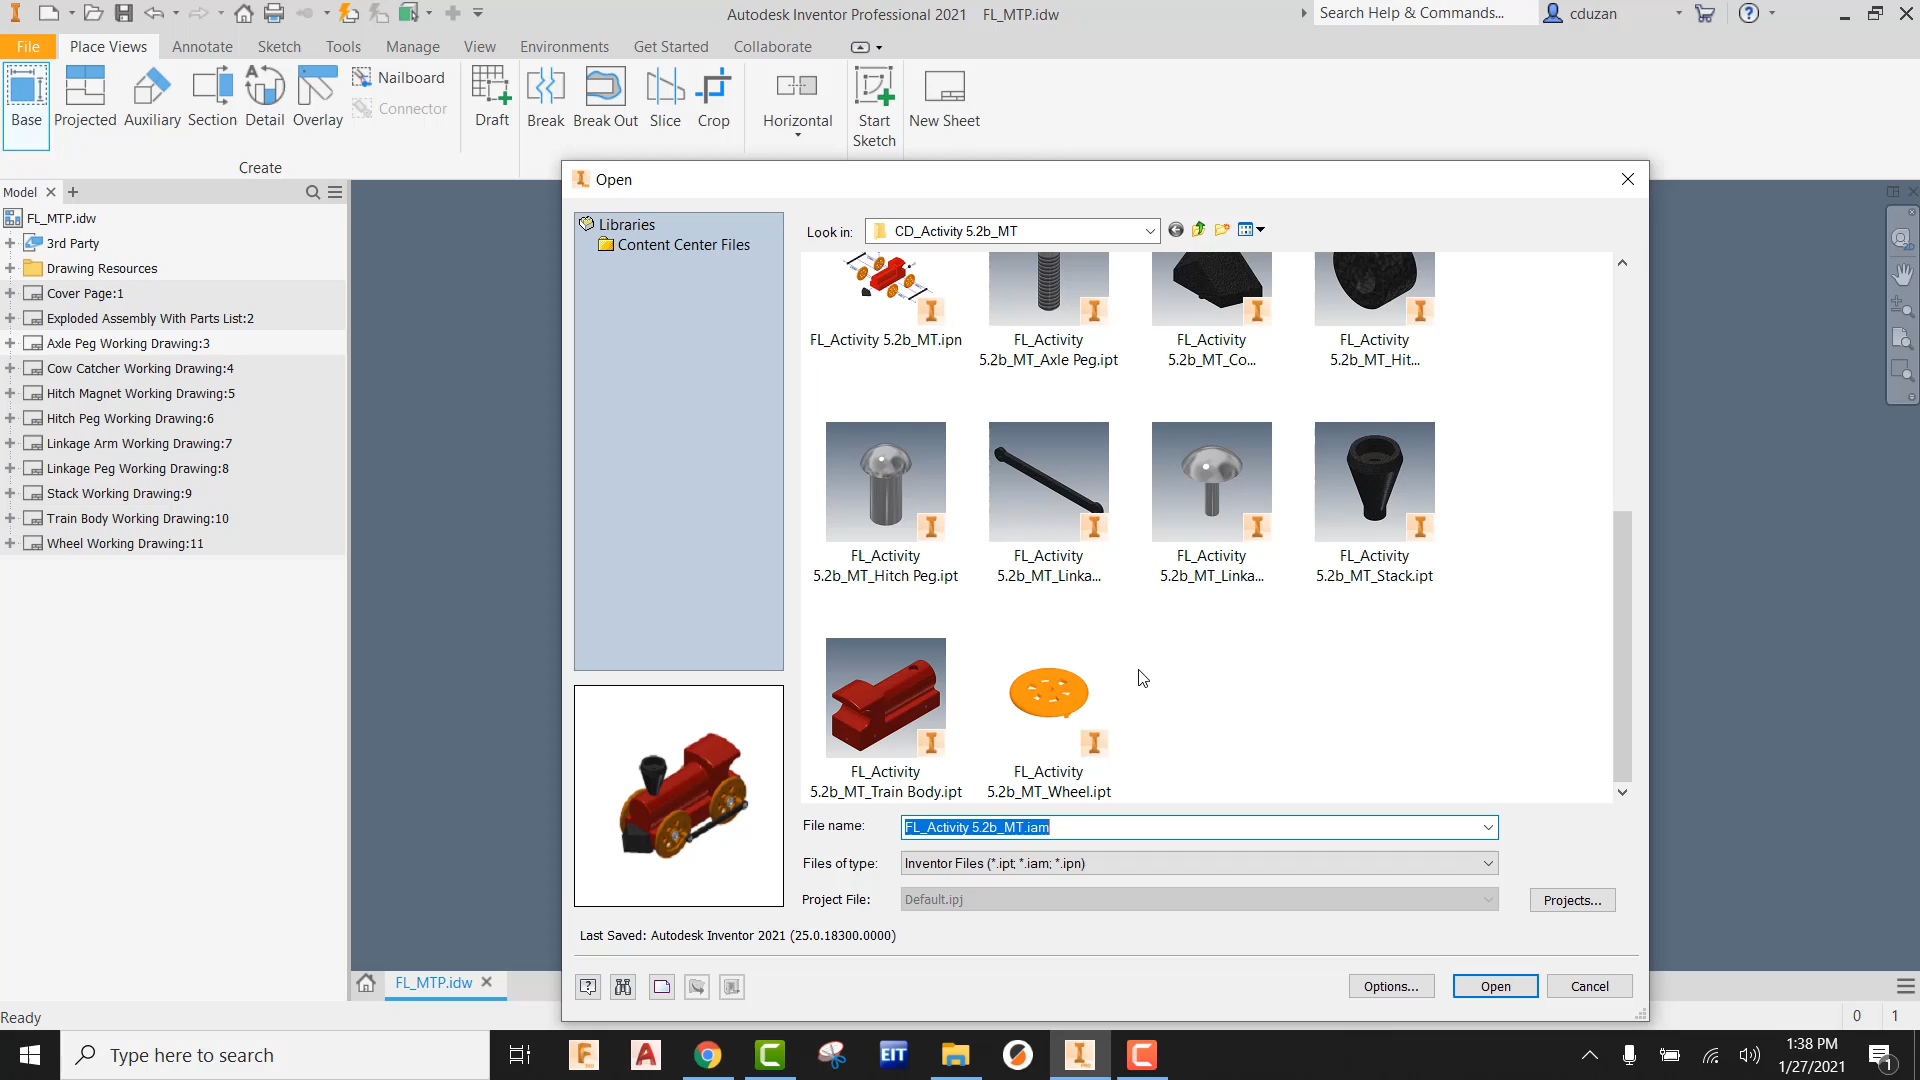 Autodesk Inventor Professional 2021 FL_MTP.idw
Search Help & Commands...
cduzan
File
Place Views
Annotate
Sketch
Tools
Manage
View
Environments
Get Started
Collaborate
Base
Projected
Auxiliary
Section
Detail
Overlay
Nailboard
Connector
Draft
Break
Break Out
Slice
Crop
Horizontal
Start
Sketch
New Sheet
Create
Model
FL_MTP.idw
3rd Party
Drawing Resources
Cover Page:1
Exploded Assembly With Parts List:2
Axle Peg Working Drawing:3
Cow Catcher Working Drawing:4
Hitch Magnet Working Drawing:5
Hitch Peg Working Drawing:6
Linkage Arm Working Drawing:7
Linkage Peg Working Drawing:8
Stack Working Drawing:9
Train Body Working Drawing:10
Wheel Working Drawing:11
Open
Libraries
Content Center Files
Look in:
CD_Activity 5.2b_MT
FL_Activity 5.2b_MT.ipn
FL_Activity
5.2b_MT_Axle Peg.ipt
FL_Activity
5.2b_MT_Co...
FL_Activity
5.2b_MT_Hit...
FL_Activity
5.2b_MT_Hitch Peg.ipt
FL_Activity
5.2b_MT_Linka...
FL_Activity
5.2b_MT_Linka...
FL_Activity
5.2b_MT_Stack.ipt
FL_Activity
5.2b_MT_Train Body.ipt
FL_Activity
5.2b_MT_Wheel.ipt
File name:
FL_Activity 5.2b_MT.iam
Files of type:
Inventor Files (*.ipt; *.iam; *.ipn)
Project File:
Default.ipj
Projects...
Last Saved: Autodesk Inventor 2021 (25.0.18300.0000)
Options...
Open
Cancel
FL_MTP.idw
Ready
0
1
Type here to search
EIT
1:38 PM
1/27/2021
1